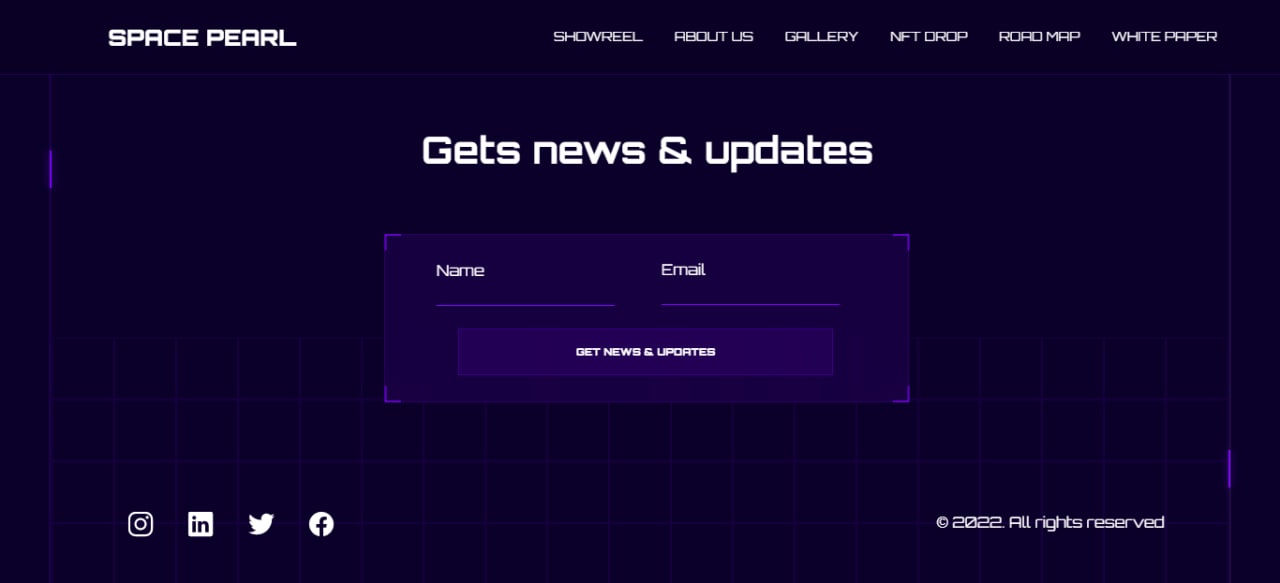 SPACE PEARL
SHOWREEL ABOUT US GALLERY NFT DROP ROAD MAP WHITE PAPER
Gets news & updates
Name Email
GET NEWS & UPDATES
© 2022. All rights reserved